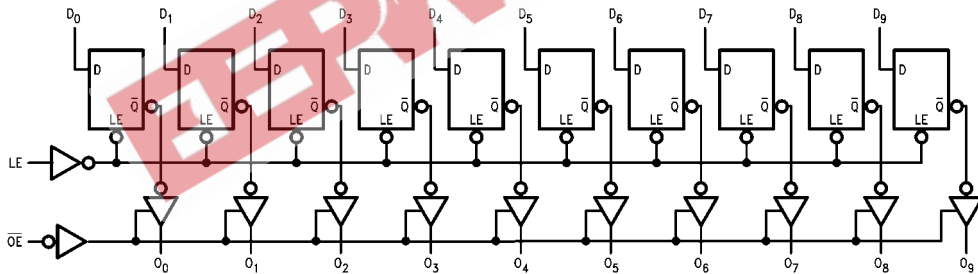 D₀ D₁ D₂ D₃ D₄ D₅ D₆ D₇ D₈ D₉
D D D D D D D D D D
Q̅ Q̅ Q̅ Q̅ Q̅ Q̅ Q̅ Q̅ Q̅ Q̅
LE LE LE LE LE LE LE LE LE LE
LE
O̅E̅
O₀ O₁ O₂ O₃ O₄ O₅ O₆ O₇ O₈ O₉